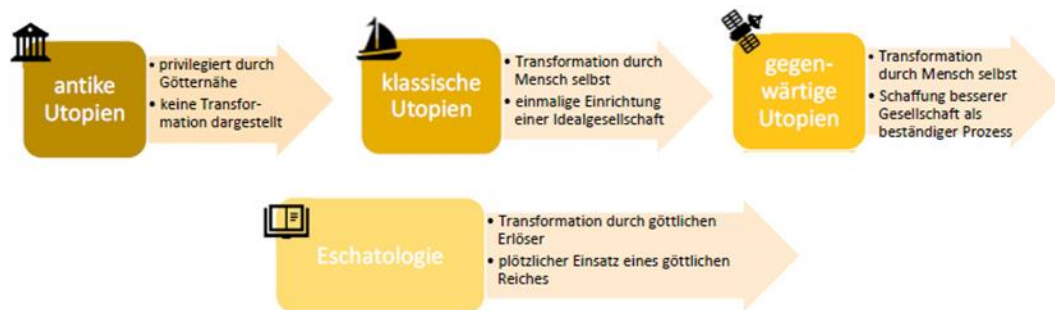 antike
Utopien
• privilegiert durch
Götternähe
• keine Transfor-
mation dargestellt
klassische
Utopien
• Transformation durch
Mensch selbst
• einmalige Einrichtung
einer Idealgesellschaft
gegen-
wärtige
Utopien
• Transformation
durch Mensch selbst
• Schaffung besserer
Gesellschaft als
beständiger Prozess
Eschatologie
• Transformation durch göttlichen
Erlöser
• plötzlicher Einsatz eines göttlichen
Reiches